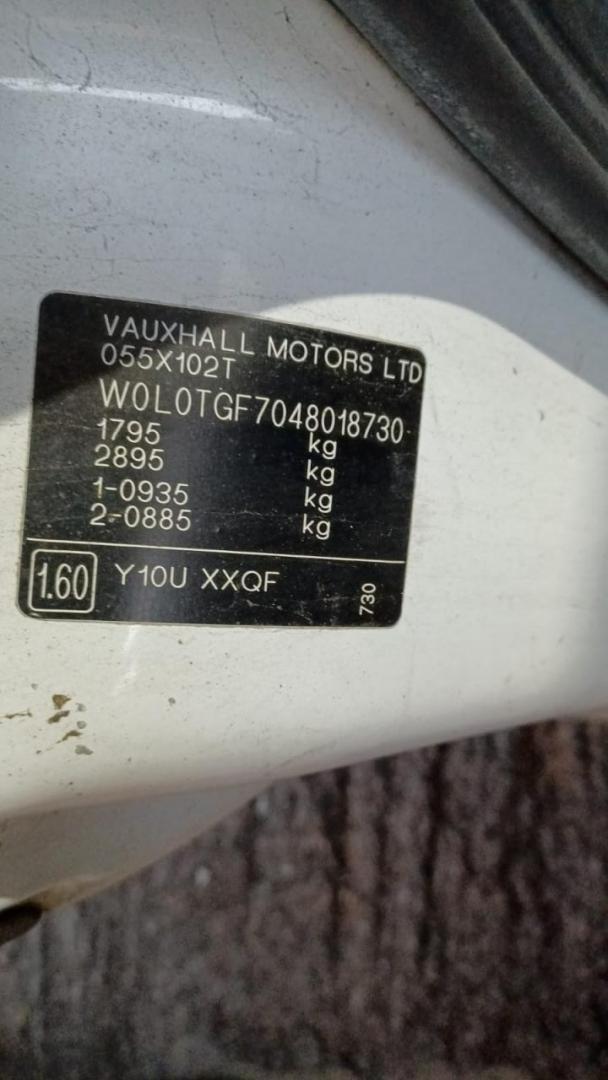 VAUXHALL MOTORS LTD
055X102T
W0L0TGF7048018730
1795 kg
2895 kg
1-0935 kg
2-0885 kg
1.60 Y10U XXQF 730